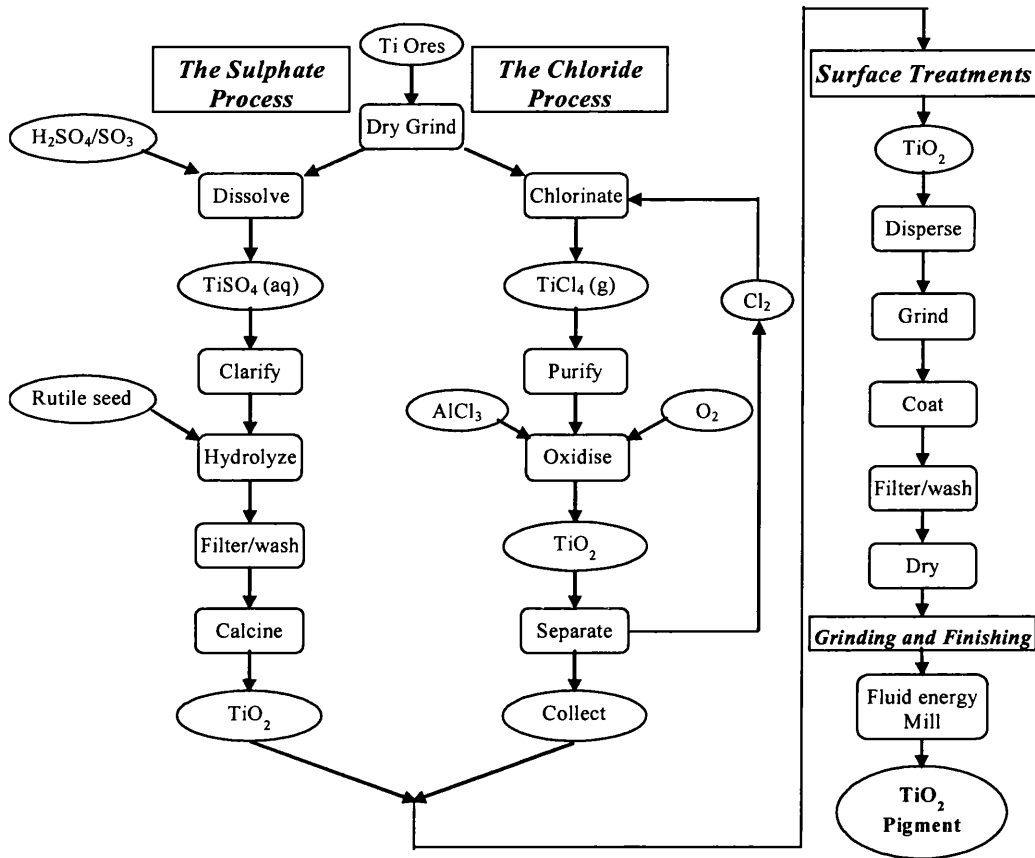 Ti Ores
The Sulphate
Process
The Chloride
Process
Dry Grind
H₂SO₄/SO₃
Dissolve
TiSO₄ (aq)
Clarify
Rutile seed
Hydrolyze
Filter/wash
Calcine
TiO₂
Chlorinate
TiCl₄ (g)
Cl₂
Purify
AlCl₃
O₂
Oxidise
TiO₂
Separate
Collect
Surface Treatments
TiO₂
Disperse
Grind
Coat
Filter/wash
Dry
Grinding and Finishing
Fluid energy
Mill
TiO₂
Pigment